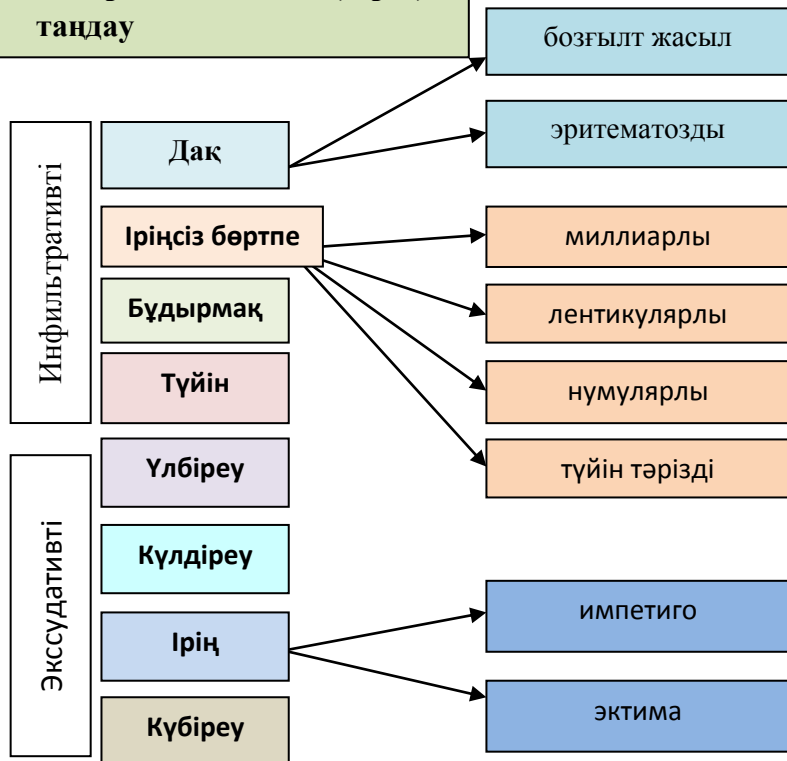 таңдау
бозғылт жасыл
эритематозды
Инфильтративті
Дақ
Іріңсіз бөртпе
миллиарлы
Бұдырмақ
лентикулярлы
Түйін
нумулярлы
түйін тәрізді
Экссудативті
Үлбіреу
Күлдіреу
Ірің
импетиго
эктима
Күбіреу